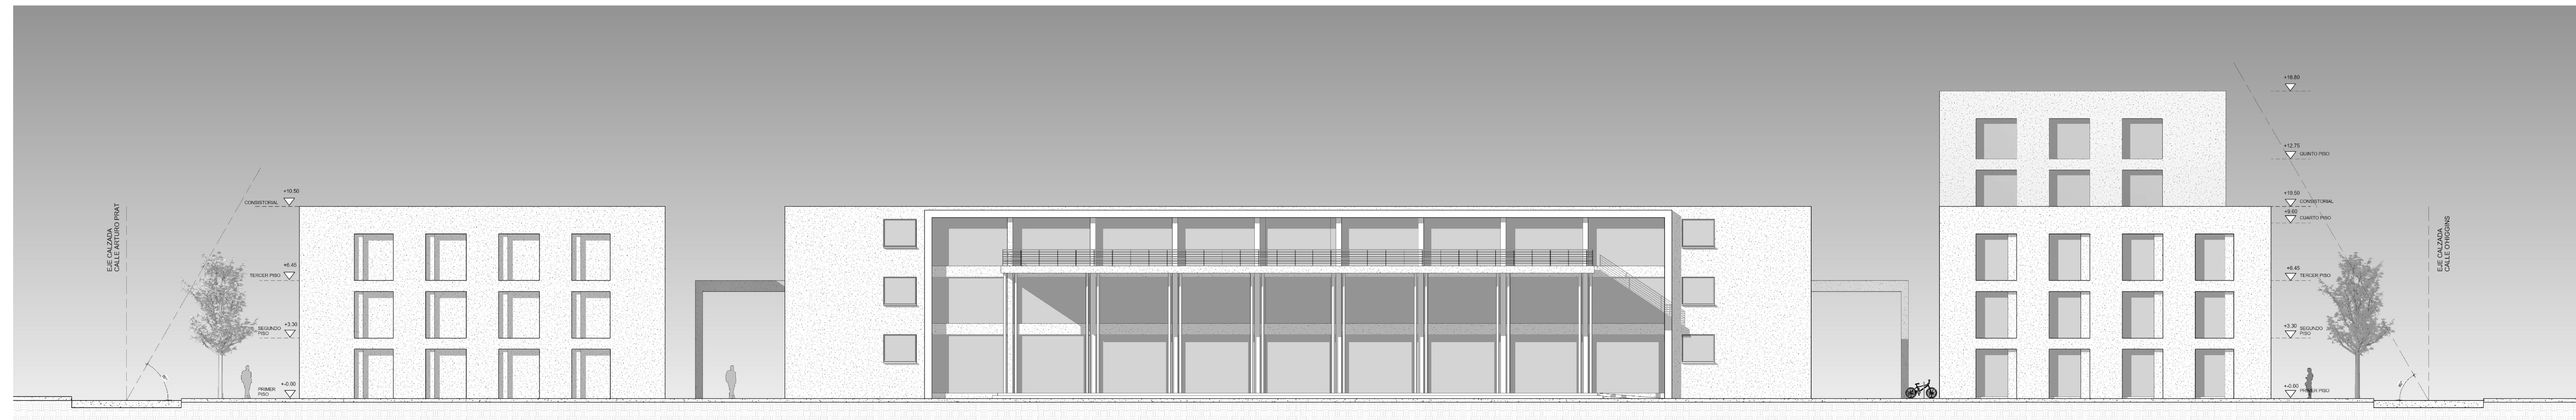 EJE CALZADA
CALLE ARTURO PRAT
+10.50
CONSISTORIAL
+6.45
TERCER PISO
+3.30
SEGUNDO
PISO
+-0.00
PRIMER
PISO
+16.80
+12.75
QUINTO PISO
+10.50
CONSISTORIAL
+9.60
CUARTO PISO
+6.45
TERCER PISO
+3.30
SEGUNDO
PISO
+-0.00
PRIMER PISO
EJE CALZADA
CALLE O'HIGGINS